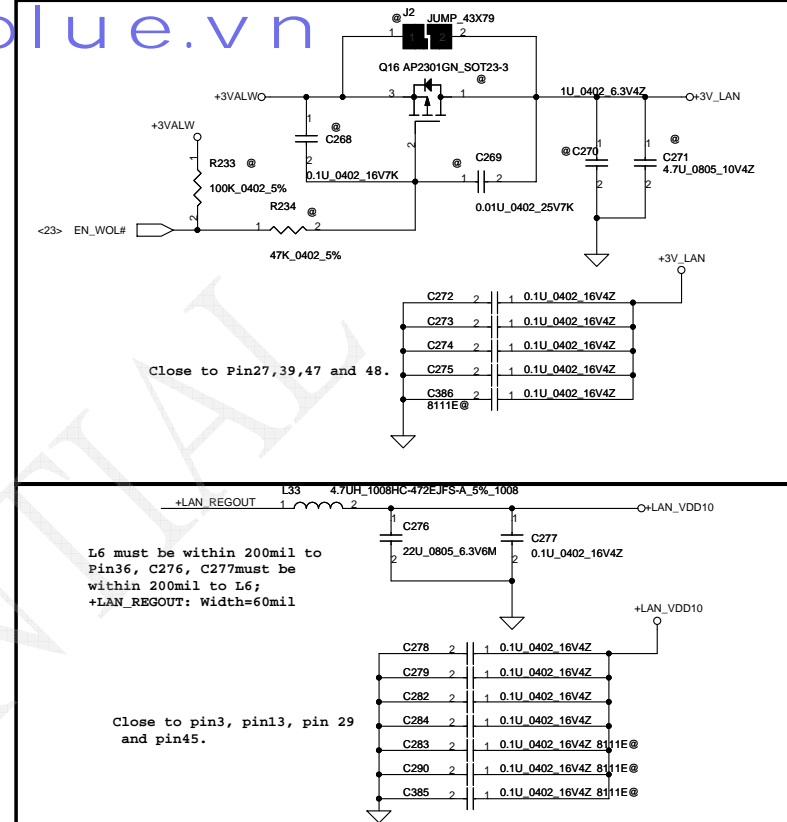 lue.vn
@ J2 JUMP_43X79
1 1 2 2
Q16 AP2301GN_SOT23-3
@
+3VALW 3 1 1U_0402_6.3V4Z +3V_LAN
2
+3VALW
1
R233 @
100K_0402_5%
2
1
@
C268
2
0.1U_0402_16V7K
@ C269
1 2
0.01U_0402_25V7K
1
@ C270
2
1
@
C271
4.7U_0805_10V4Z
2
R234 @
<23> EN_WOL# 1 2
47K_0402_5%
+3V_LAN
C272 2 1 0.1U_0402_16V4Z
C273 2 1 0.1U_0402_16V4Z
C274 2 1 0.1U_0402_16V4Z
C275 2 1 0.1U_0402_16V4Z
C386 2 1 0.1U_0402_16V4Z
8111E@
Close to Pin27,39,47 and 48.
L33 4.7UH_1008HC-472EJFS-A_5%_1008
+LAN_REGOUT 1 2 +LAN_VDD10
1
C276
22U_0805_6.3V6M
2
1
C277
0.1U_0402_16V4Z
2
L6 must be within 200mil to
Pin36, C276, C277must be
within 200mil to L6;
+LAN_REGOUT: Width=60mil
+LAN_VDD10
C278 2 1 0.1U_0402_16V4Z
C279 2 1 0.1U_0402_16V4Z
C282 2 1 0.1U_0402_16V4Z
C284 2 1 0.1U_0402_16V4Z
C283 2 1 0.1U_0402_16V4Z 8111E@
C290 2 1 0.1U_0402_16V4Z 8111E@
C385 2 1 0.1U_0402_16V4Z 8111E@
Close to pin3, pin13, pin 29
and pin45.
NTIAL